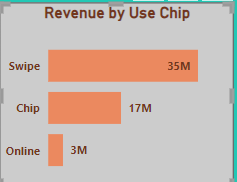 Revenue by Use Chip
Swipe 35M
Chip 17M
Online 3M